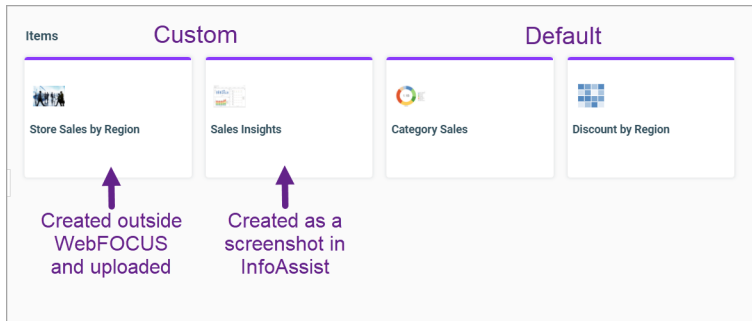 Items
Custom
Default
Store Sales by Region
Sales Insights
Category Sales
Discount by Region
Created outside
WebFOCUS
and uploaded
Created as a
screenshot in
InfoAssist